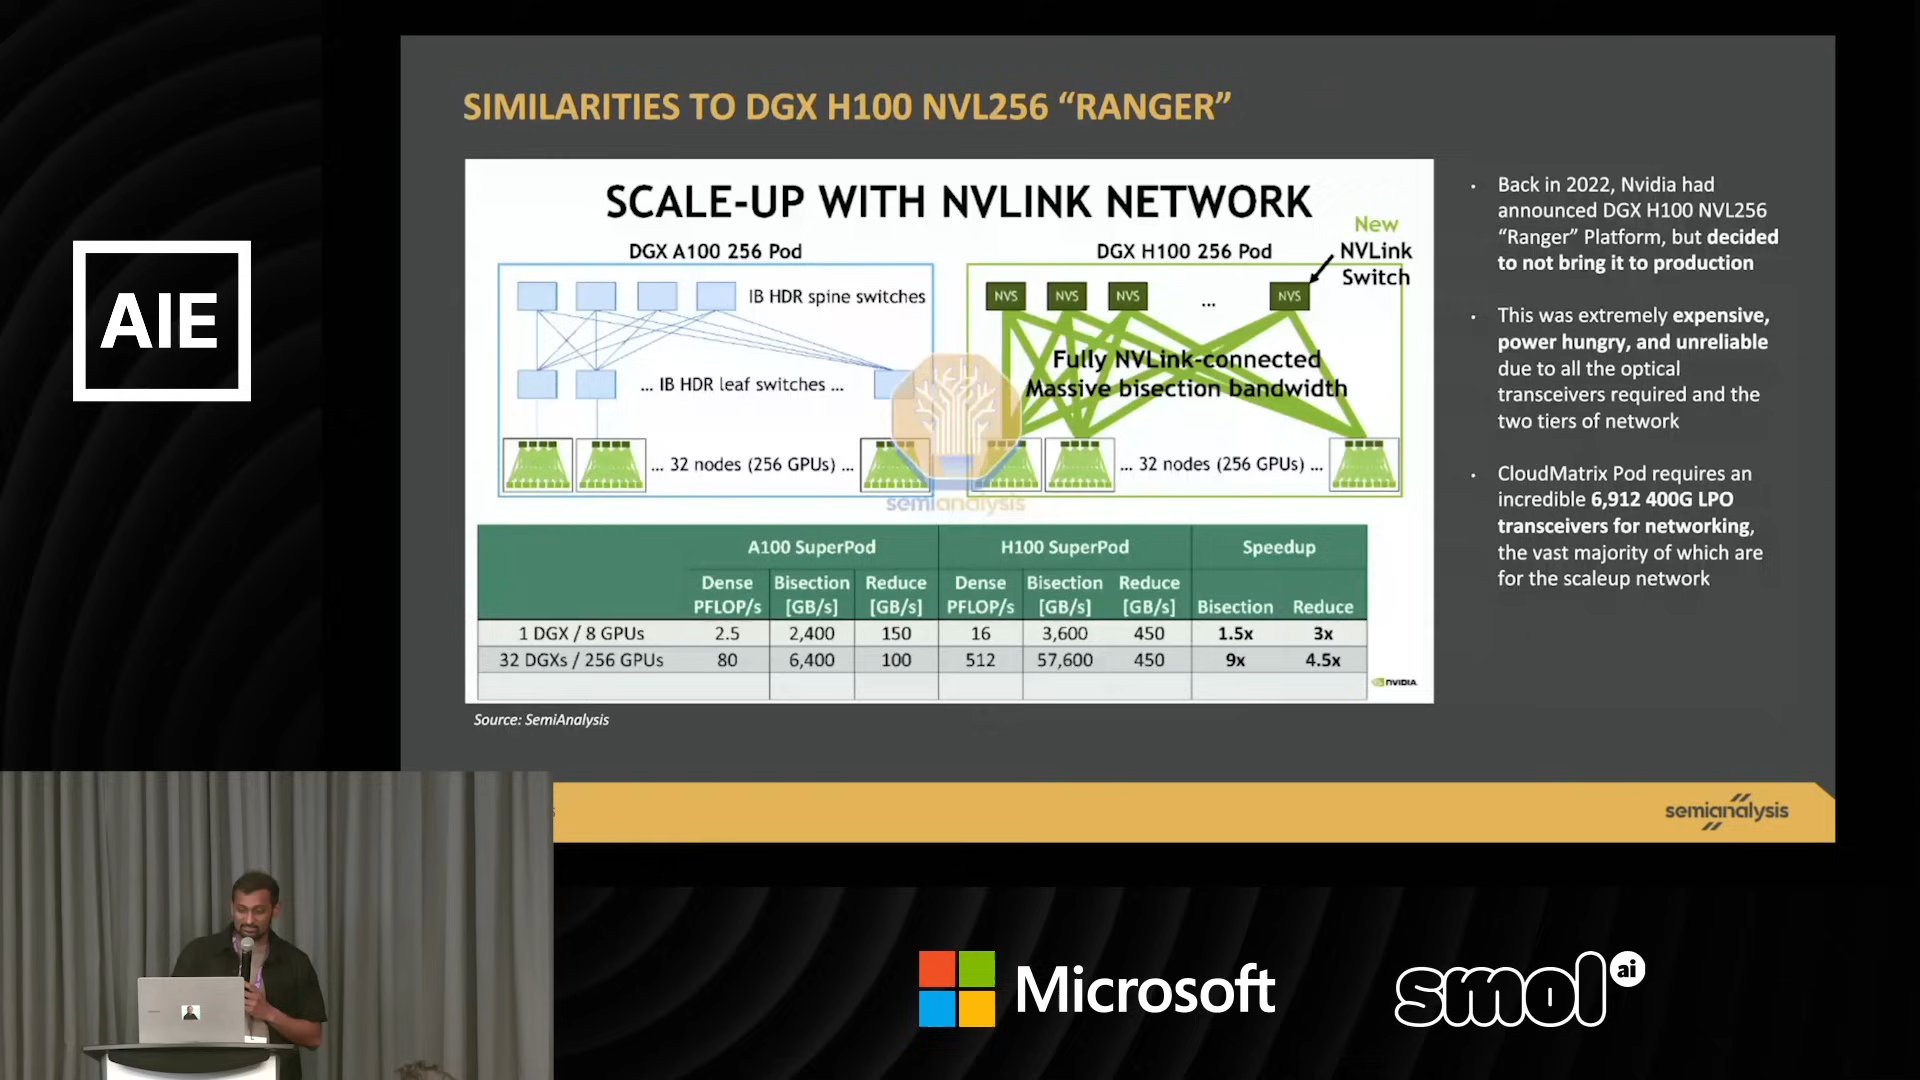 AIE
SIMILARITIES TO DGX H100 NVL256 “RANGER”
SCALE-UP WITH NVLINK NETWORK
New
NVLink
Switch
DGX A100 256 Pod
IB HDR spine switches
... IB HDR leaf switches ...
... 32 nodes (256 GPUs) ...
DGX H100 256 Pod
NVS
NVS
NVS
...
NVS
Fully NVLink-connected
Massive bisection bandwidth
... 32 nodes (256 GPUs) ...
semianalysis
A100 SuperPod H100 SuperPod Speedup
Dense Bisection Reduce Dense Bisection Reduce
PFLOP/s [GB/s] [GB/s] PFLOP/s [GB/s] [GB/s] Bisection Reduce
1 DGX / 8 GPUs 2.5 2,400 150 16 3,600 450 1.5x 3x
32 DGXs / 256 GPUs 80 6,400 100 512 57,600 450 9x 4.5x
NVIDIA
Source: SemiAnalysis
• Back in 2022, Nvidia had
announced DGX H100 NVL256
“Ranger” Platform, but decided
to not bring it to production
• This was extremely expensive,
power hungry, and unreliable
due to all the optical
transceivers required and the
two tiers of network
• CloudMatrix Pod requires an
incredible 6,912 400G LPO
transceivers for networking,
the vast majority of which are
for the scaleup network
semianalysis
Microsoft
smol ai